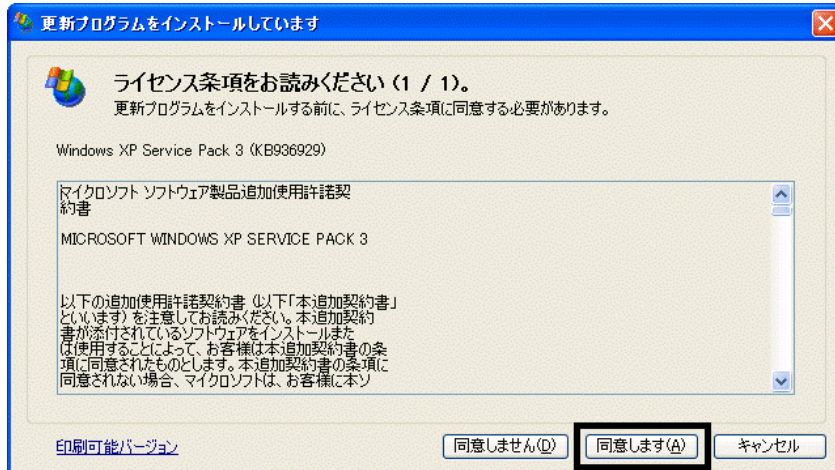 更新プログラムをインストールしています
ライセンス条項をお読みください (1 / 1)。
更新プログラムをインストールする前に、ライセンス条項に同意する必要があります。
Windows XP Service Pack 3 (KB936929)
マイクロソフト ソフトウェア製品追加使用許諾契
約書
MICROSOFT WINDOWS XP SERVICE PACK 3
以下の追加使用許諾契約書 (以下「本追加契約書」
といいます) を注意してお読みください。本追加契約
書が添付されているソフトウェアをインストールまた
は使用することによって、お客様は本追加契約書の条
項に同意されたものとします。本追加契約書の条項に
同意されない場合、マイクロソフトは、お客様に本ソ
印刷可能バージョン
同意しません(D)
同意します(A)
キャンセル